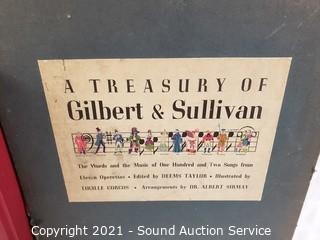 A TREASURY OF
Gilbert & Sullivan
The Words and the Music of One Hundred and Two Songs from
Eleven Operettas • Edited by DEEMS TAYLOR • Illustrated by
LUCILLE CORCOS • Arrangements by DR. ALBERT SIRMAY
Copyright 2021 - Sound Auction Service